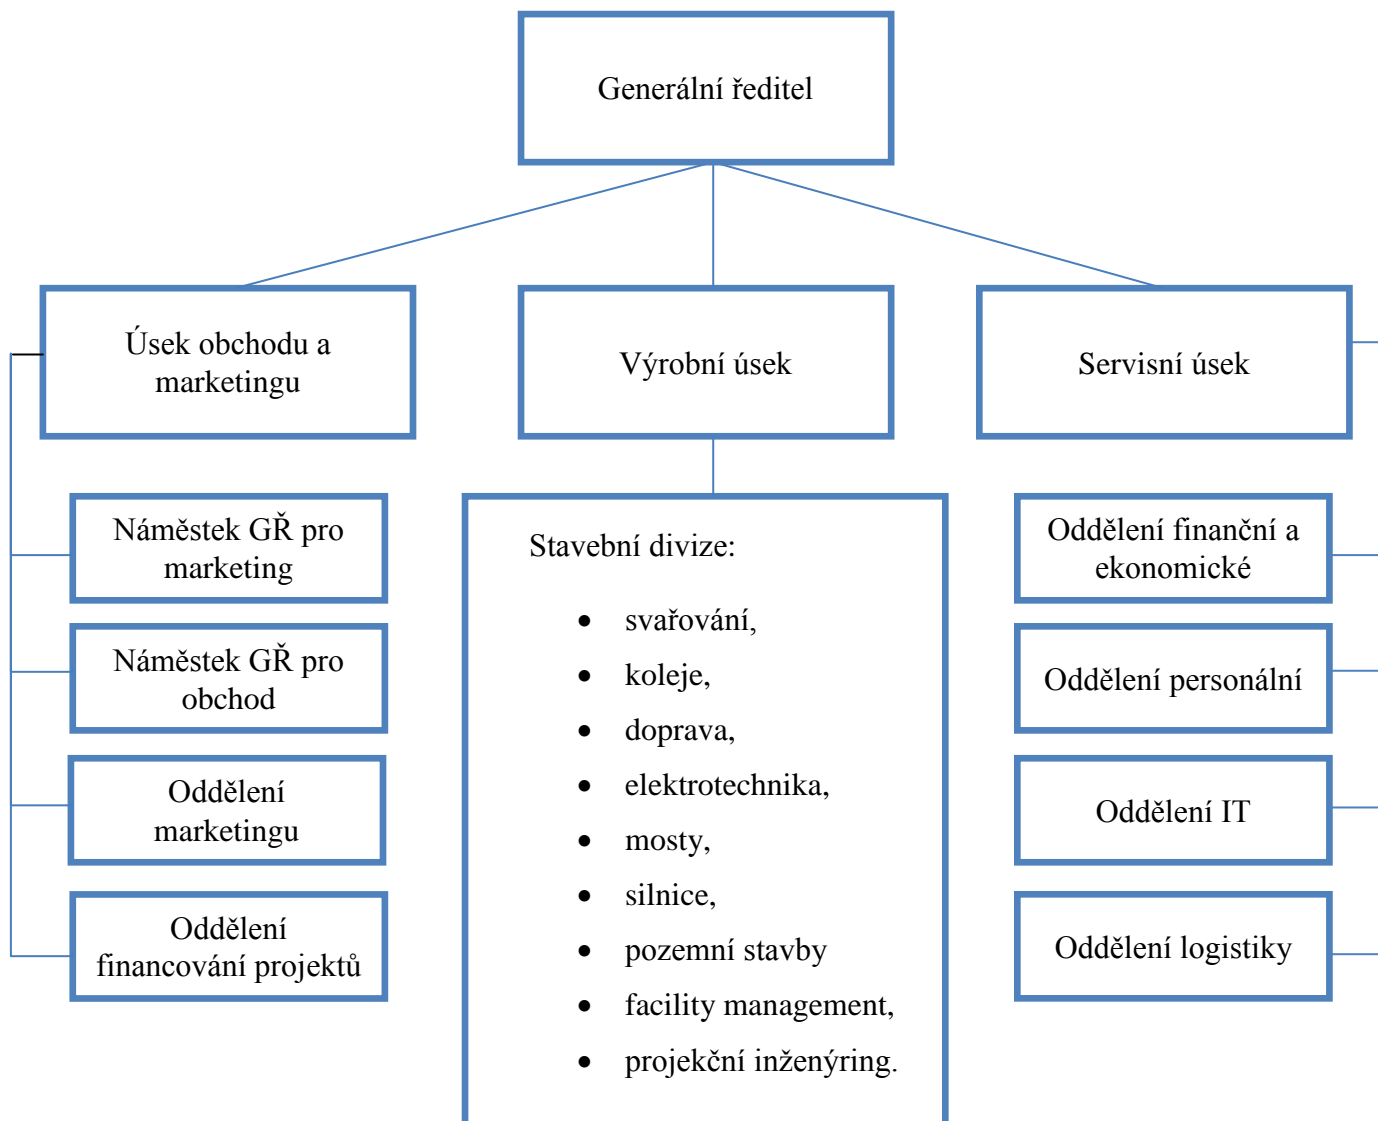 Generální ředitel
Úsek obchodu a
marketingu
Výrobní úsek
Servisní úsek
Náměstek GŘ pro
marketing
Náměstek GŘ pro
obchod
Oddělení
marketingu
Oddělení
financování projektů
Stavební divize:
• svařování,
• koleje,
• doprava,
• elektrotechnika,
• mosty,
• silnice,
• pozemní stavby
• facility management,
• projekční inženýring.
Oddělení finanční a
ekonomické
Oddělení personální
Oddělení IT
Oddělení logistiky